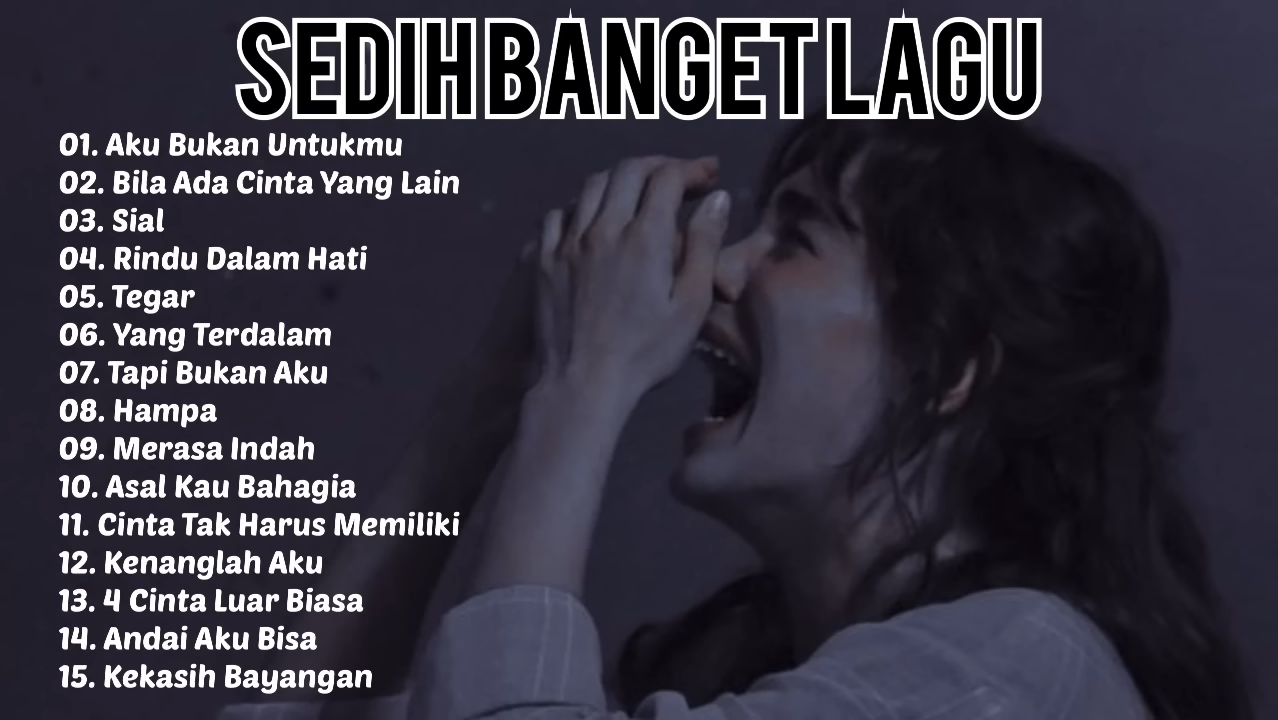 SEDIH BANGET LAGU
01. Aku Bukan Untukmu
02. Bila Ada Cinta Yang Lain
03. Sial
04. Rindu Dalam Hati
05. Tegar
06. Yang Terdalam
07. Tapi Bukan Aku
08. Hampa
09. Merasa Indah
10. Asal Kau Bahagia
11. Cinta Tak Harus Memiliki
12. Kenanglah Aku
13. 4 Cinta Luar Biasa
14. Andai Aku Bisa
15. Kekasih Bayangan